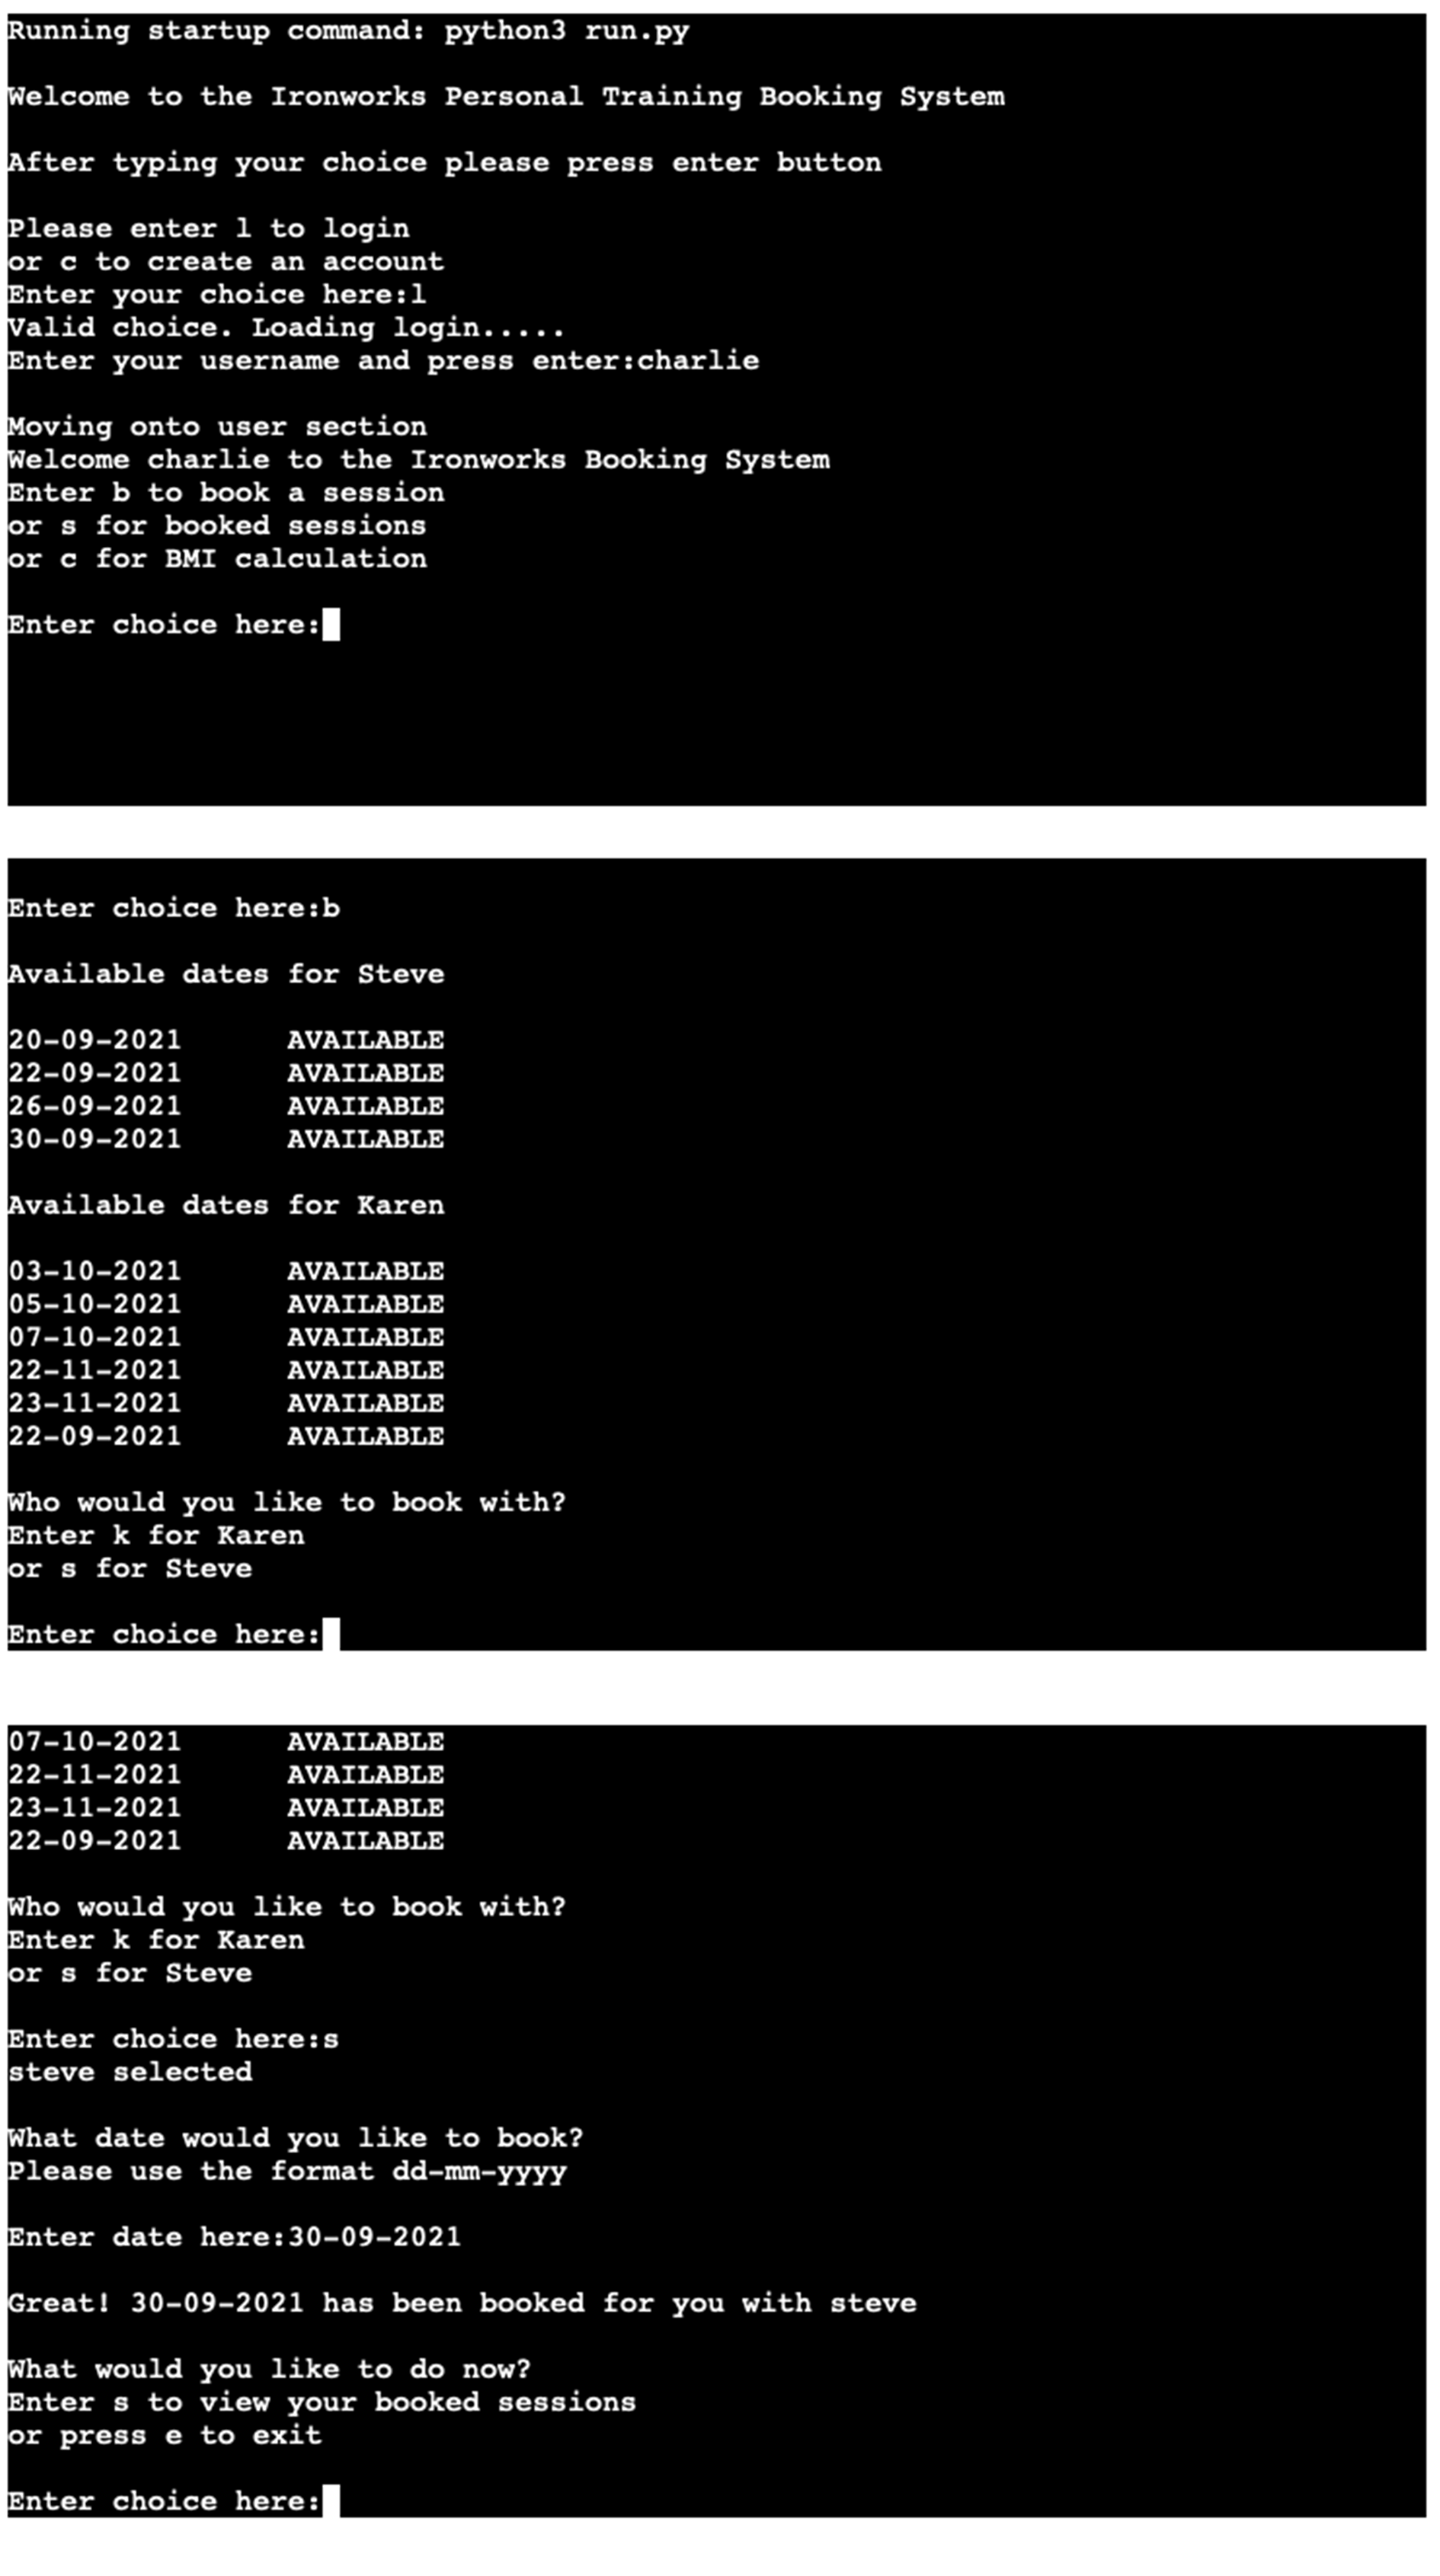 Running startup command: python3 run.py
Welcome to the Ironworks Personal Training Booking System
After typing your choice please press enter button
Please enter l to login
or c to create an account
Enter your choice here:l
Valid choice. Loading login.....
Enter your username and press enter:charlie
Moving onto user section
Welcome charlie to the Ironworks Booking System
Enter b to book a session
or s for booked sessions
or c for BMI calculation
Enter choice here:
Enter choice here:b
Available dates for Steve
20-09-2021 AVAILABLE
22-09-2021 AVAILABLE
26-09-2021 AVAILABLE
30-09-2021 AVAILABLE
Available dates for Karen
03-10-2021 AVAILABLE
05-10-2021 AVAILABLE
07-10-2021 AVAILABLE
22-11-2021 AVAILABLE
23-11-2021 AVAILABLE
22-09-2021 AVAILABLE
Who would you like to book with?
Enter k for Karen
or s for Steve
Enter choice here:
07-10-2021 AVAILABLE
22-11-2021 AVAILABLE
23-11-2021 AVAILABLE
22-09-2021 AVAILABLE
Who would you like to book with?
Enter k for Karen
or s for Steve
Enter choice here:s
steve selected
What date would you like to book?
Please use the format dd-mm-yyyy
Enter date here:30-09-2021
Great! 30-09-2021 has been booked for you with steve
What would you like to do now?
Enter s to view your booked sessions
or press e to exit
Enter choice here: